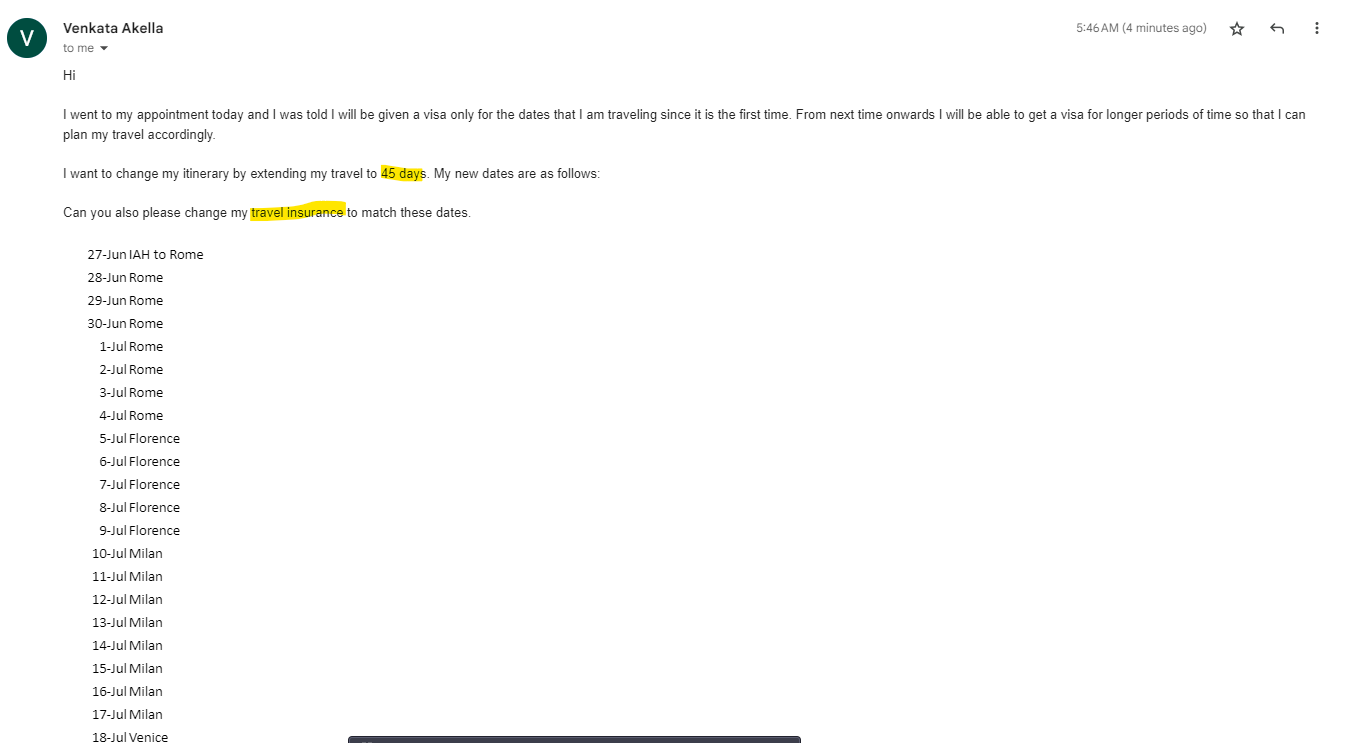 V
Venkata Akella
5:46 AM (4 minutes ago)
to me
Hi
I went to my appointment today and I was told I will be given a visa only for the dates that I am traveling since it is the first time. From next time onwards I will be able to get a visa for longer periods of time so that I can
plan my travel accordingly.
I want to change my itinerary by extending my travel to 45 days. My new dates are as follows:
Can you also please change my travel insurance to match these dates.
27-Jun IAH to Rome
28-Jun Rome
29-Jun Rome
30-Jun Rome
1-Jul Rome
2-Jul Rome
3-Jul Rome
4-Jul Rome
5-Jul Florence
6-Jul Florence
7-Jul Florence
8-Jul Florence
9-Jul Florence
10-Jul Milan
11-Jul Milan
12-Jul Milan
13-Jul Milan
14-Jul Milan
15-Jul Milan
16-Jul Milan
17-Jul Milan
18-Jul Venice